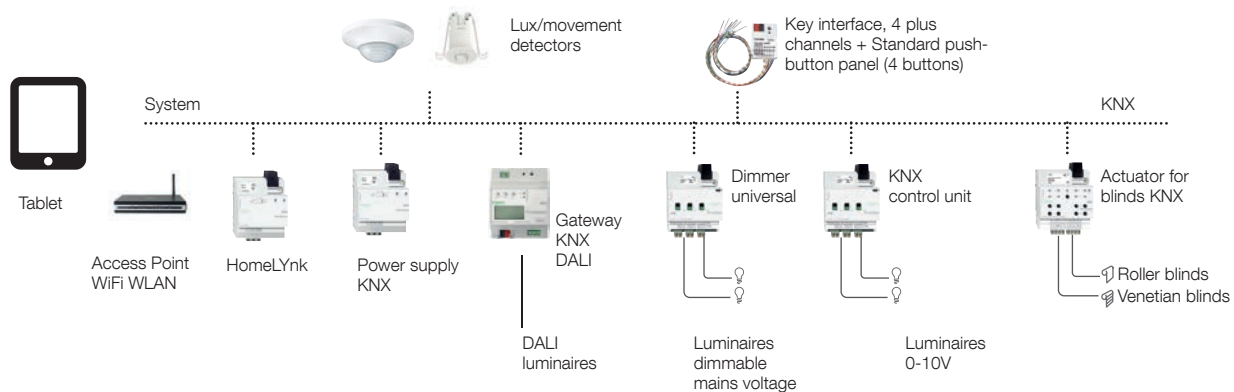 Lux/movement
detectors
Key interface, 4 plus
channels + Standard push-
button panel (4 buttons)
System
KNX
Tablet
Access Point
WiFi WLAN
HomeLYnk
Power supply
KNX
Gateway
KNX
DALI
Dimmer
universal
KNX
control unit
Actuator for
blinds KNX
Roller blinds
Venetian blinds
DALI
luminaires
Luminaires
dimmable
mains voltage
Luminaires
0-10V